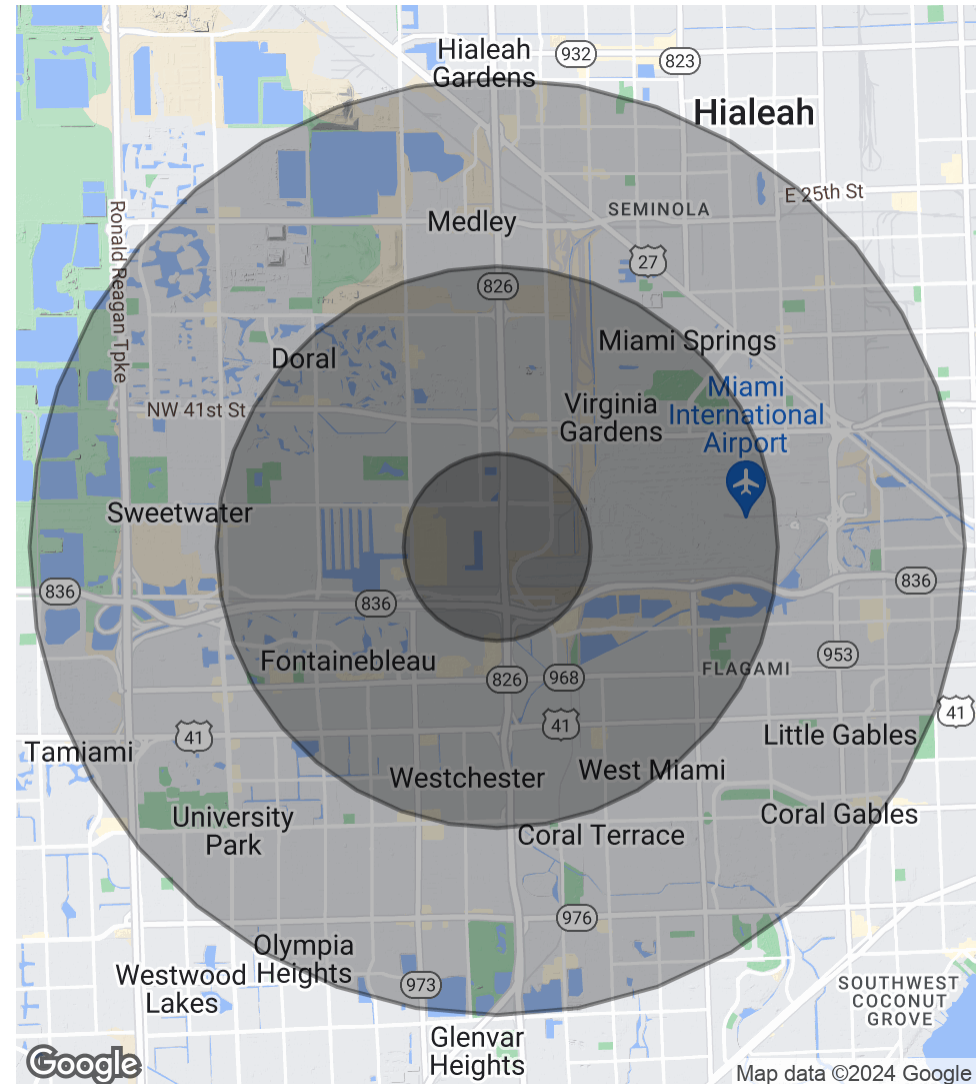 Hialeah
Gardens
932
823
Hialeah
E 25th St
SEMINOLA
Medley
27
Ronald Reagan Tpke
826
Miami Springs
Doral
Miami
International
Airport
NW 41st St
Virginia
Gardens
Sweetwater
836
836
836
Fontainebleau
826
968
FLAGAMI
953
41
41
41
Tamiami
Little Gables
Westchester
West Miami
University
Park
Coral Gables
Coral Terrace
976
Olympia
Heights
Westwood
Lakes
973
SOUTHWEST
COCONUT
GROVE
Glenvar
Heights
Google
Map data ©2024 Google